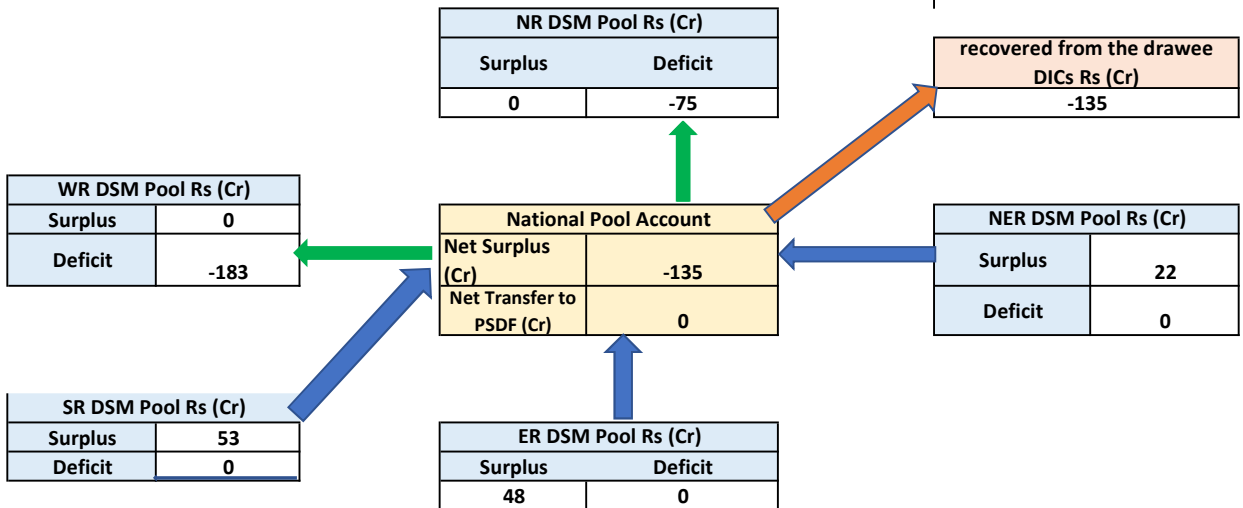 NR DSM Pool Rs (Cr)
Surplus Deficit
0 -75
recovered from the drawee
DICs Rs (Cr)
-135
WR DSM Pool Rs (Cr)
Surplus 0
Deficit -183
National Pool Account
Net Surplus
(Cr) -135
Net Transfer to
PSDF (Cr) 0
NER DSM Pool Rs (Cr)
Surplus 22
Deficit 0
SR DSM Pool Rs (Cr)
Surplus 53
Deficit 0
ER DSM Pool Rs (Cr)
Surplus Deficit
48 0